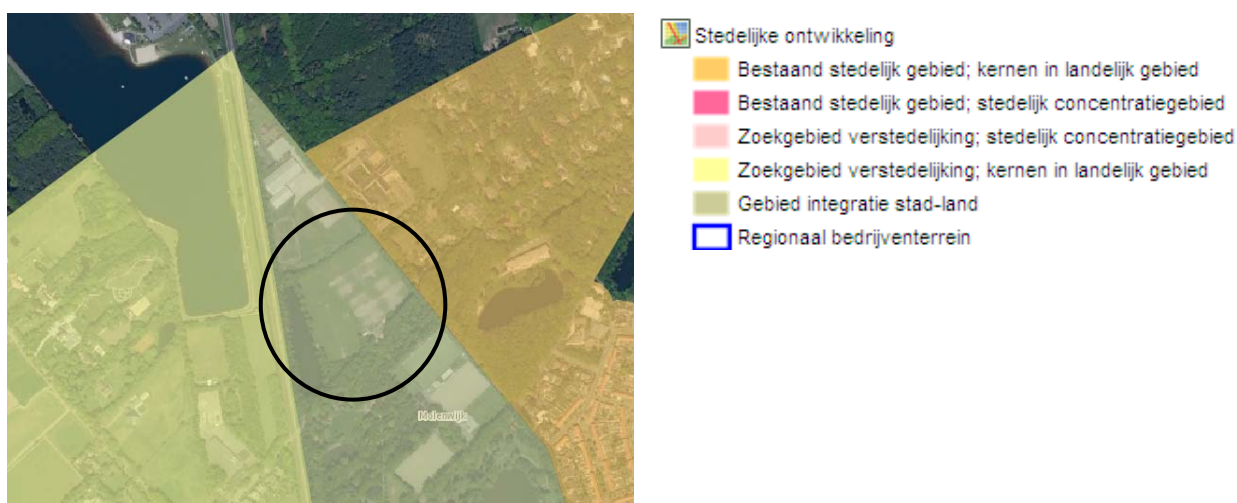 Stedelijke ontwikkeling
Bestaand stedelijk gebied; kernen in landelijk gebied
Bestaand stedelijk gebied; stedelijk concentratiegebied
Zoekgebied verstedelijking; stedelijk concentratiegebied
Zoekgebied verstedelijking; kernen in landelijk gebied
Gebied integratie stad-land
Regionaal bedrijventerrein
Molenwijk